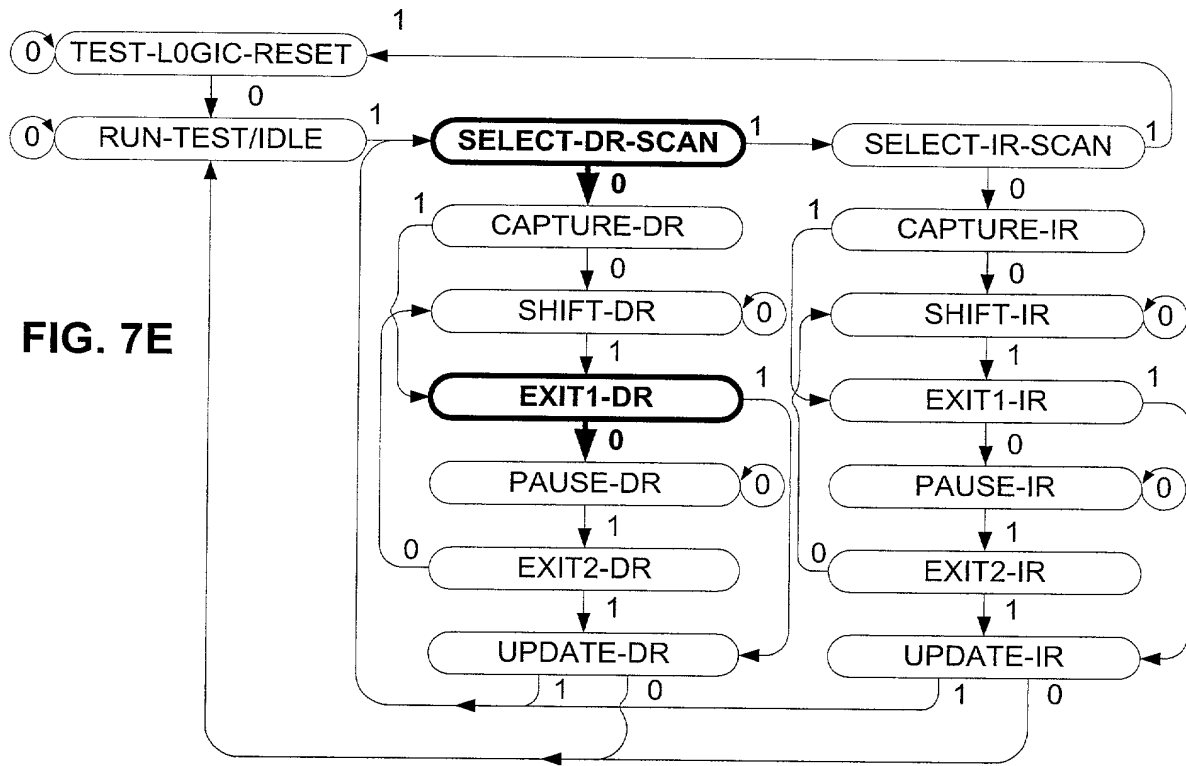 1
0 TEST-L0GIC-RESET
0
0 RUN-TEST/IDLE 1
SELECT-DR-SCAN 1
SELECT-IR-SCAN 1
0
0
1 CAPTURE-DR
1 CAPTURE-IR
0
0
SHIFT-DR 0
SHIFT-IR 0
FIG. 7E
1
1
EXIT1-DR 1
EXIT1-IR 1
0
0
PAUSE-DR 0
PAUSE-IR 0
1
1
0 EXIT2-DR
0 EXIT2-IR
1
1
UPDATE-DR
UPDATE-IR
1 0
1 0